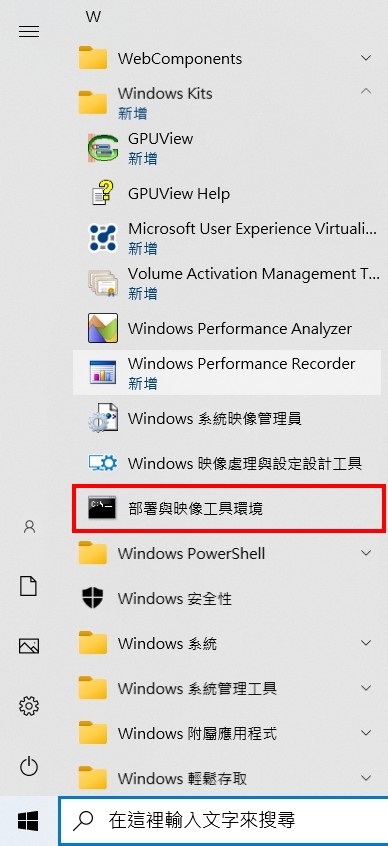 W
WebComponents
Windows Kits
新增
GPUView
新增
GPUView Help
Microsoft User Experience Virtuali...
新增
Volume Activation Management T...
新增
Windows Performance Analyzer
Windows Performance Recorder
新增
Windows 系統映像管理員
Windows 映像處理與設定設計工具
C:\_
部署與映像工具環境
Windows PowerShell
Windows 安全性
Windows 系統
Windows 系統管理工具
Windows 附屬應用程式
Windows 輕鬆存取
在這裡輸入文字來搜尋